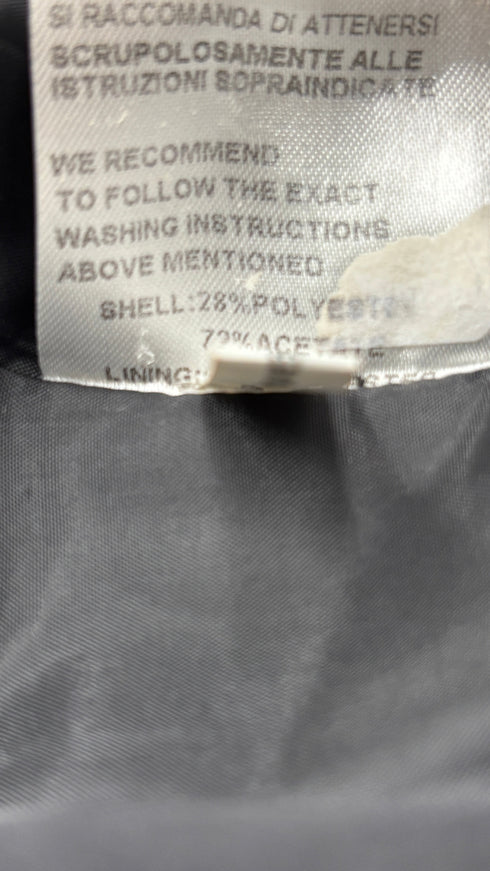 SI RACCOMANDA DI ATTENERSI
SCRUPOLOSAMENTE ALLE
ISTRUZIONI SOPRAINDICATE
WE RECOMMEND
TO FOLLOW THE EXACT
WASHING INSTRUCTIONS
ABOVE MENTIONED
SHELL:28%POLYESTER
72%ACETATE
LINING: